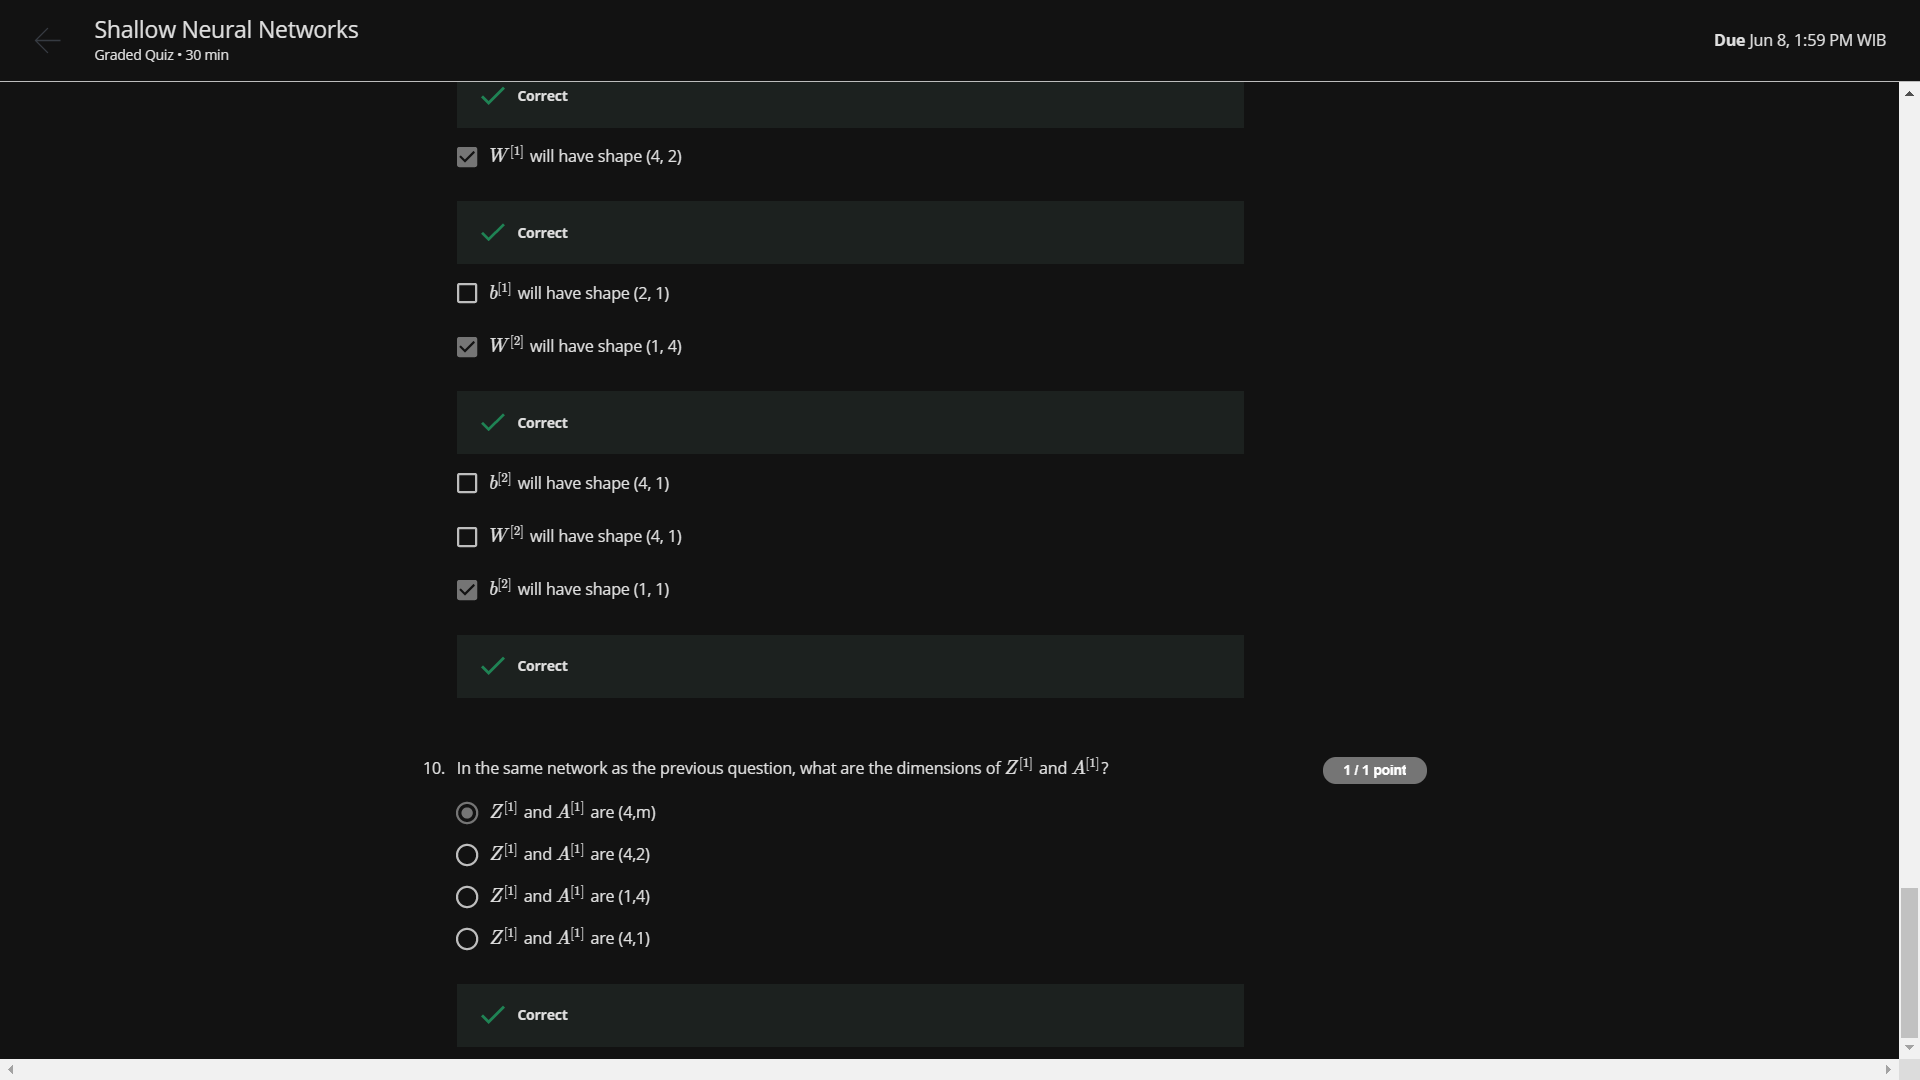 Shallow Neural Networks
Graded Quiz • 30 min
Due Jun 8, 1:59 PM WIB
Correct
W[1] will have shape (4, 2)
Correct
b[1] will have shape (2, 1)
W[2] will have shape (1, 4)
Correct
b[2] will have shape (4, 1)
W[2] will have shape (4, 1)
b[2] will have shape (1, 1)
Correct
10. In the same network as the previous question, what are the dimensions of Z[1] and A[1]?
1 / 1 point
Z[1] and A[1] are (4,m)
Z[1] and A[1] are (4,2)
Z[1] and A[1] are (1,4)
Z[1] and A[1] are (4,1)
Correct